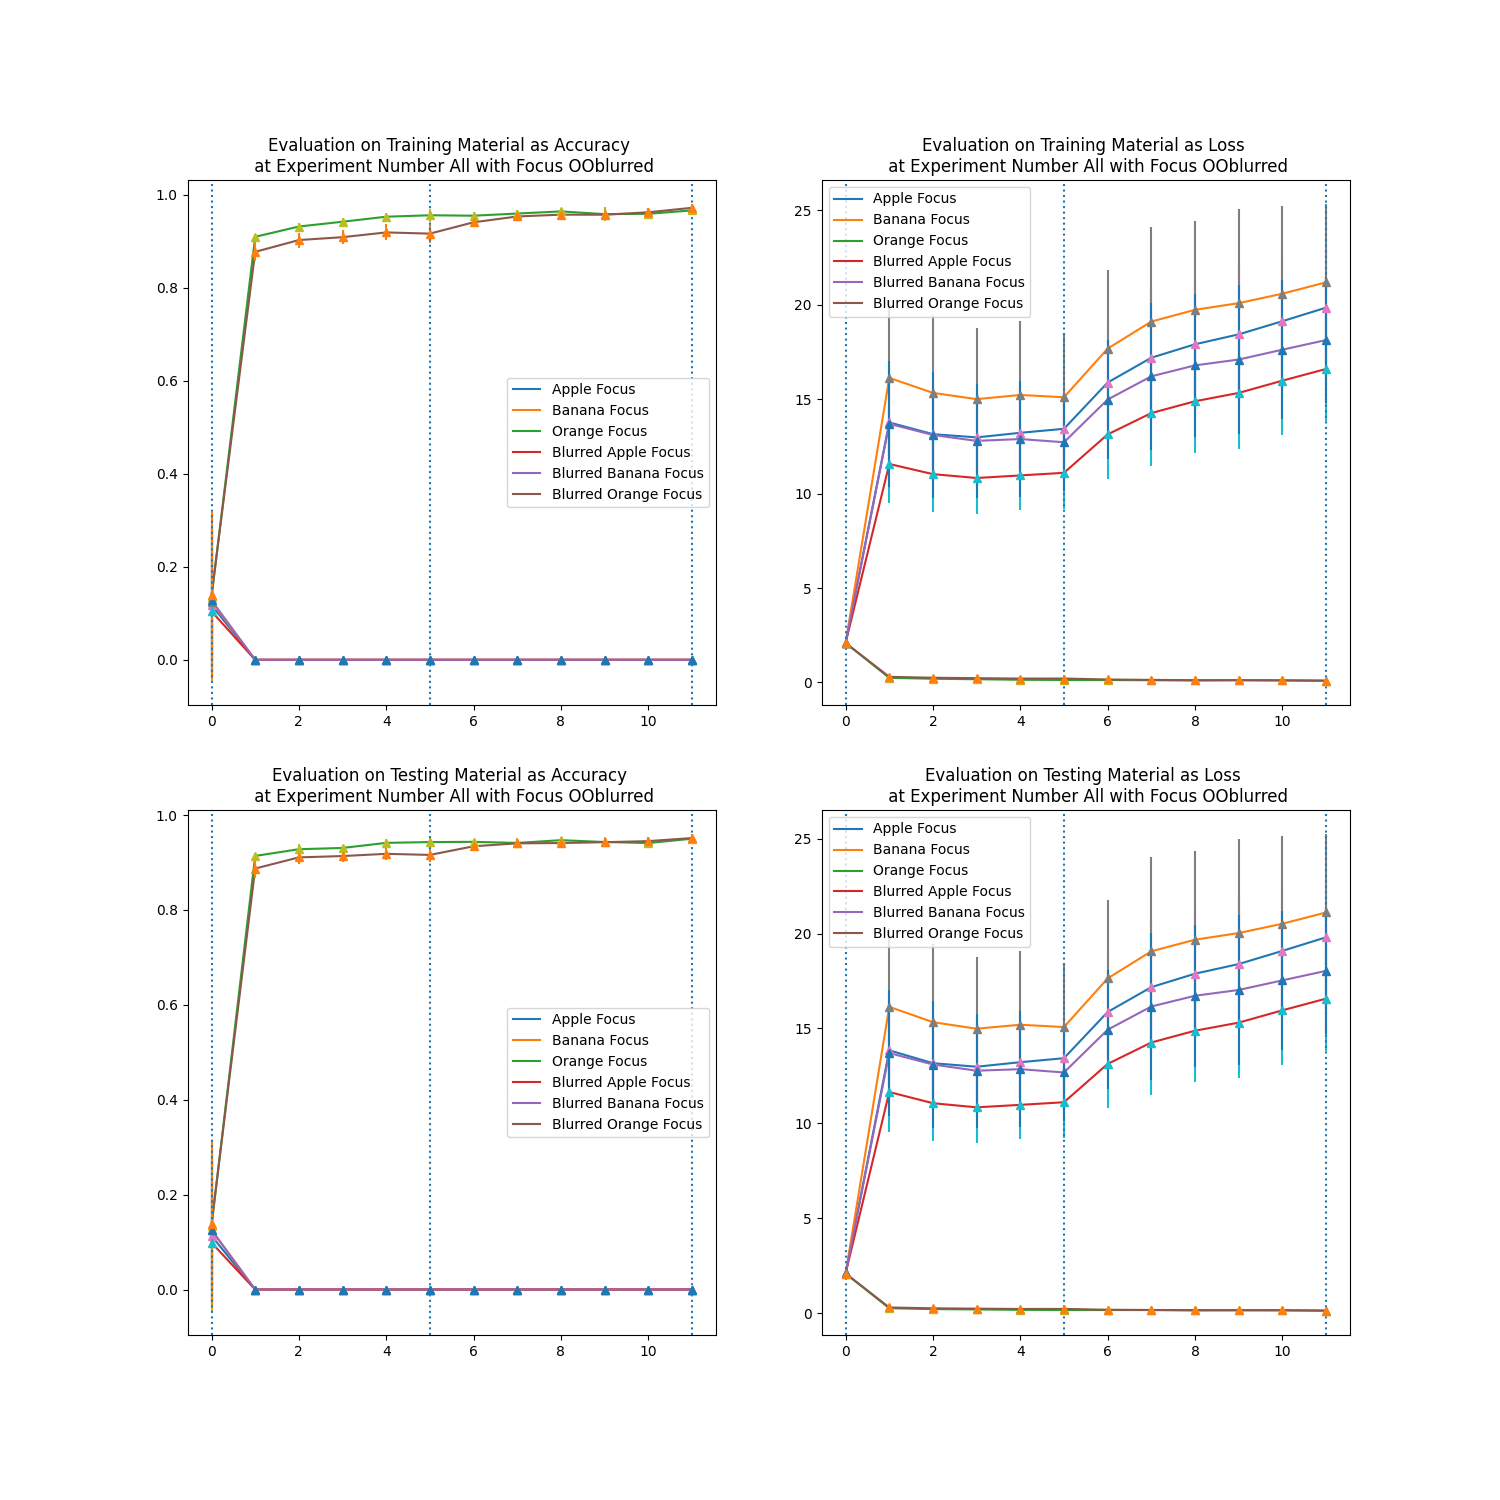 Evaluation on Training Material as Accuracy
at Experiment Number All with Focus OOblurred
1.0
0.8
0.6
0.4
0.2
0.0
Apple Focus
Banana Focus
Orange Focus
Blurred Apple Focus
Blurred Banana Focus
Blurred Orange Focus
0 2 4 6 8 10
Evaluation on Training Material as Loss
at Experiment Number All with Focus OOblurred
25
20
15
10
5
0
Apple Focus
Banana Focus
Orange Focus
Blurred Apple Focus
Blurred Banana Focus
Blurred Orange Focus
0 2 4 6 8 10
Evaluation on Testing Material as Accuracy
at Experiment Number All with Focus OOblurred
1.0
0.8
0.6
0.4
0.2
0.0
Apple Focus
Banana Focus
Orange Focus
Blurred Apple Focus
Blurred Banana Focus
Blurred Orange Focus
0 2 4 6 8 10
Evaluation on Testing Material as Loss
at Experiment Number All with Focus OOblurred
25
20
15
10
5
0
Apple Focus
Banana Focus
Orange Focus
Blurred Apple Focus
Blurred Banana Focus
Blurred Orange Focus
0 2 4 6 8 10